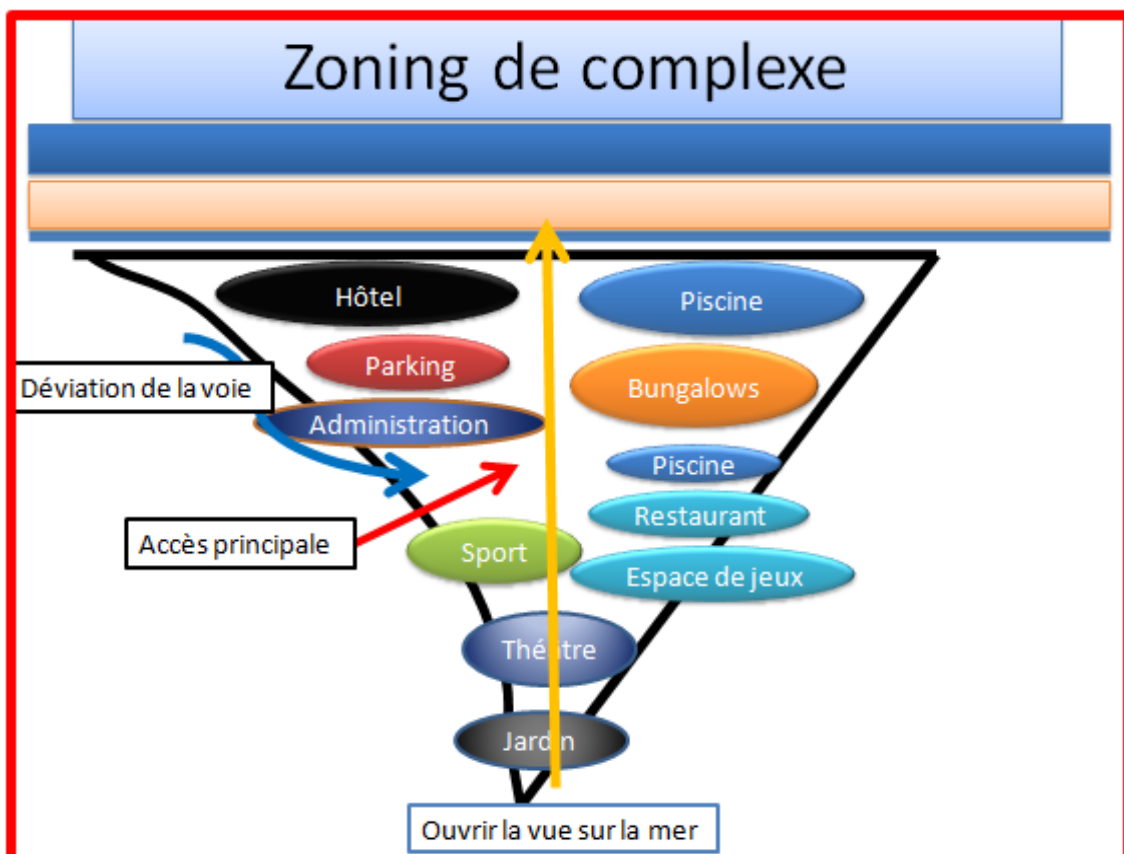 Zoning de complexe
Hôtel
Piscine
Parking
Déviation de la voie
Bungalows
Administration
Piscine
Restaurant
Accès principale
Sport
Espace de jeux
Théâtre
Jardin
Ouvrir la vue sur la mer